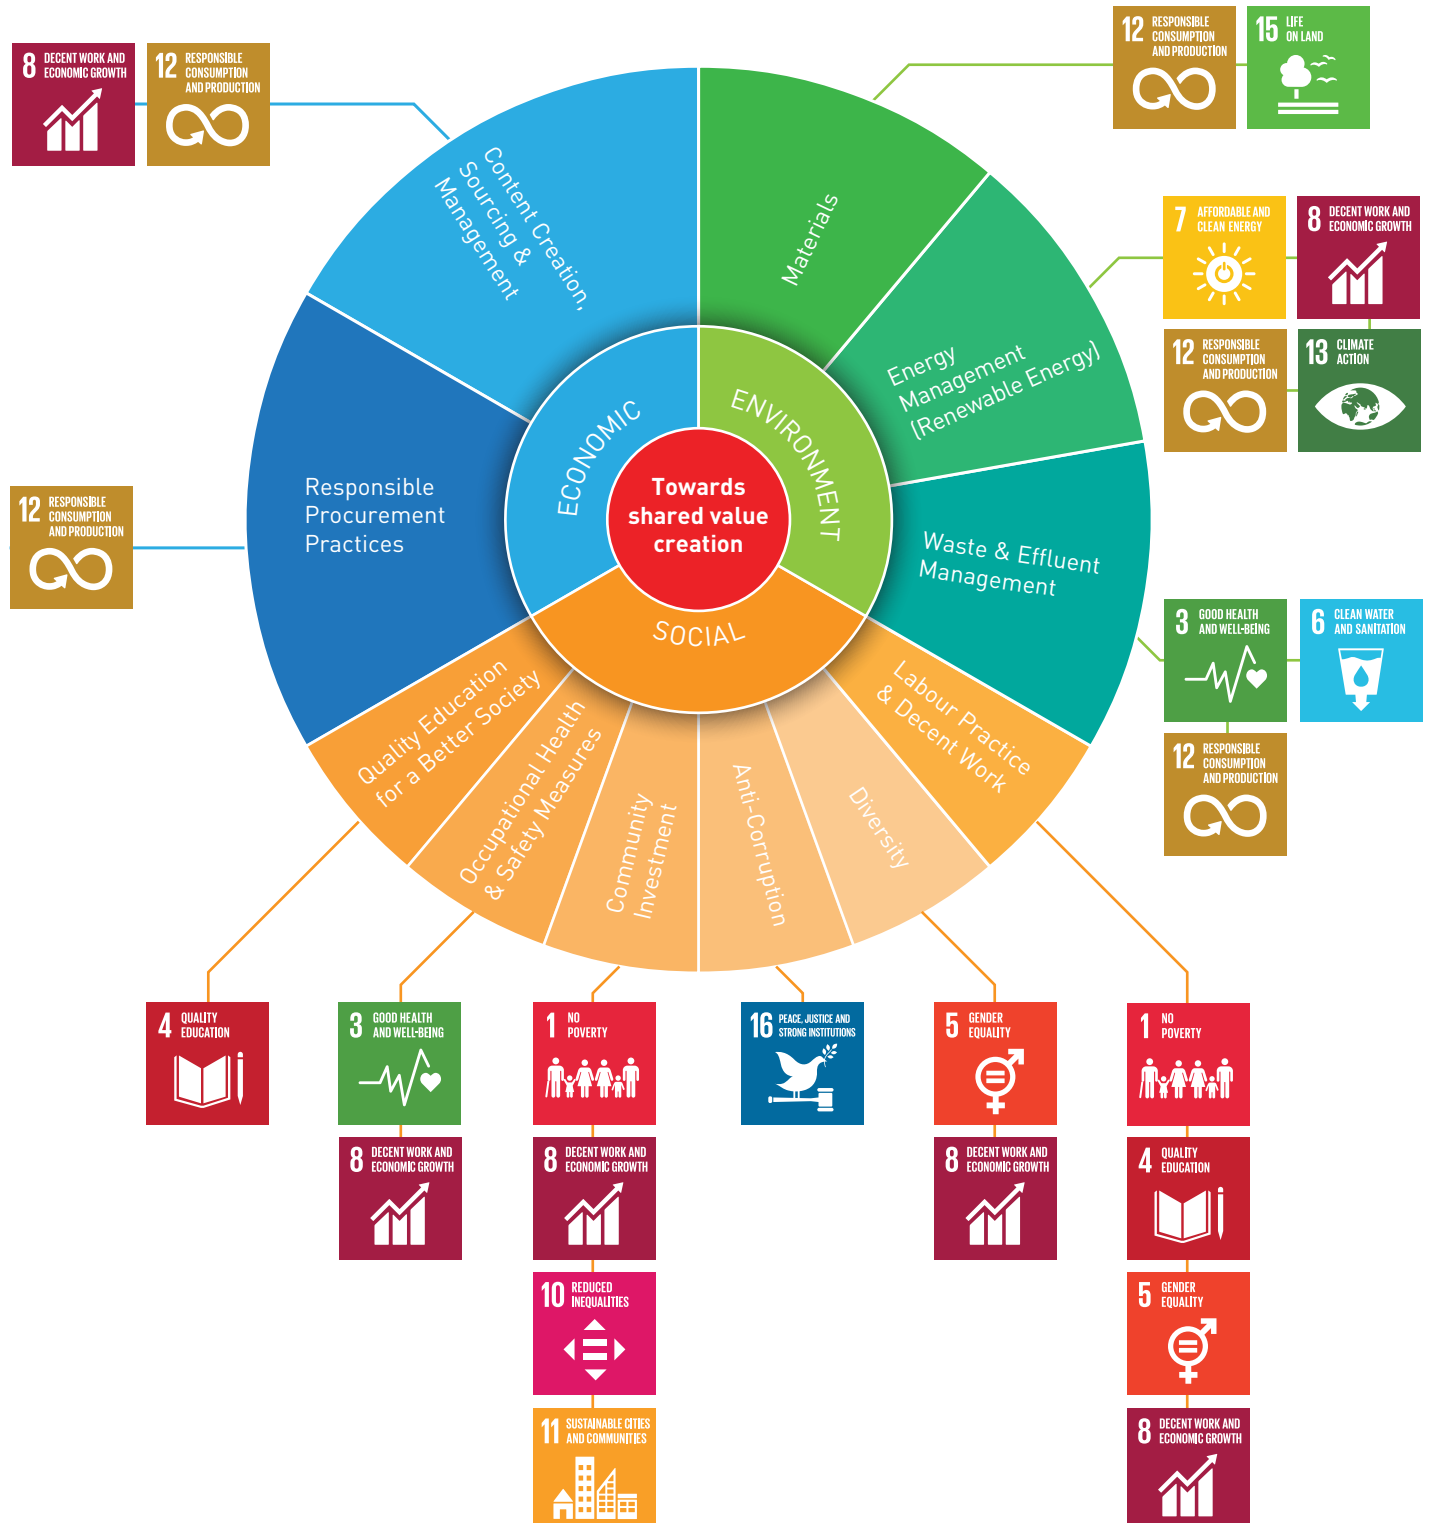 8 DECENT WORK AND
ECONOMIC GROWTH
12 RESPONSIBLE
CONSUMPTION
AND PRODUCTION
12 RESPONSIBLE
CONSUMPTION
AND PRODUCTION
15 LIFE
ON LAND
Content Creation,
Sourcing &
Management
Materials
7 AFFORDABLE AND
CLEAN ENERGY
8 DECENT WORK AND
ECONOMIC GROWTH
12 RESPONSIBLE
CONSUMPTION
AND PRODUCTION
13 CLIMATE
ACTION
Energy
Management
(Renewable Energy)
ECONOMIC
ENVIRONMENT
Towards
shared value
creation
SOCIAL
Responsible
Procurement
Practices
12 RESPONSIBLE
CONSUMPTION
AND PRODUCTION
Waste & Effluent
Management
3 GOOD HEALTH
AND WELL-BEING
6 CLEAN WATER
AND SANITATION
12 RESPONSIBLE
CONSUMPTION
AND PRODUCTION
Quality Education
for a Better Society
Occupational Health
& Safety Measures
Community
Investment
Anti-Corruption
Diversity
Labour Practice
& Decent Work
4 QUALITY
EDUCATION
3 GOOD HEALTH
AND WELL-BEING
8 DECENT WORK AND
ECONOMIC GROWTH
1 NO
POVERTY
8 DECENT WORK AND
ECONOMIC GROWTH
10 REDUCED
INEQUALITIES
11 SUSTAINABLE CITIES
AND COMMUNITIES
16 PEACE, JUSTICE AND
STRONG INSTITUTIONS
5 GENDER
EQUALITY
8 DECENT WORK AND
ECONOMIC GROWTH
1 NO
POVERTY
4 QUALITY
EDUCATION
5 GENDER
EQUALITY
8 DECENT WORK AND
ECONOMIC GROWTH